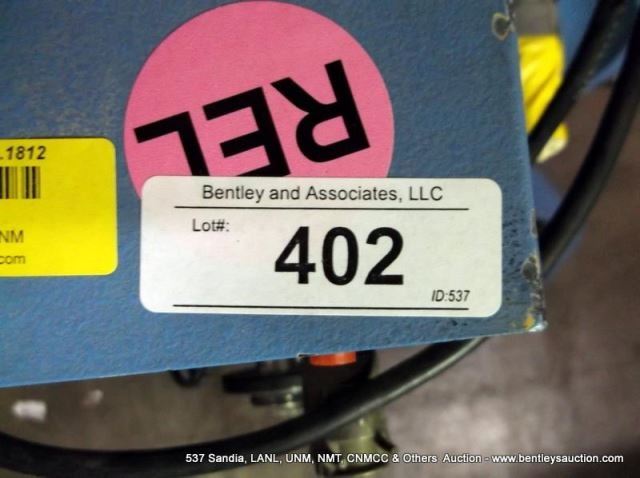 REL
.1812
NM
com
Bentley and Associates, LLC
Lot#:
402
ID:537
537 Sandia, LANL, UNM, NMT, CNMCC & Others Auction - www.bentleysauction.com